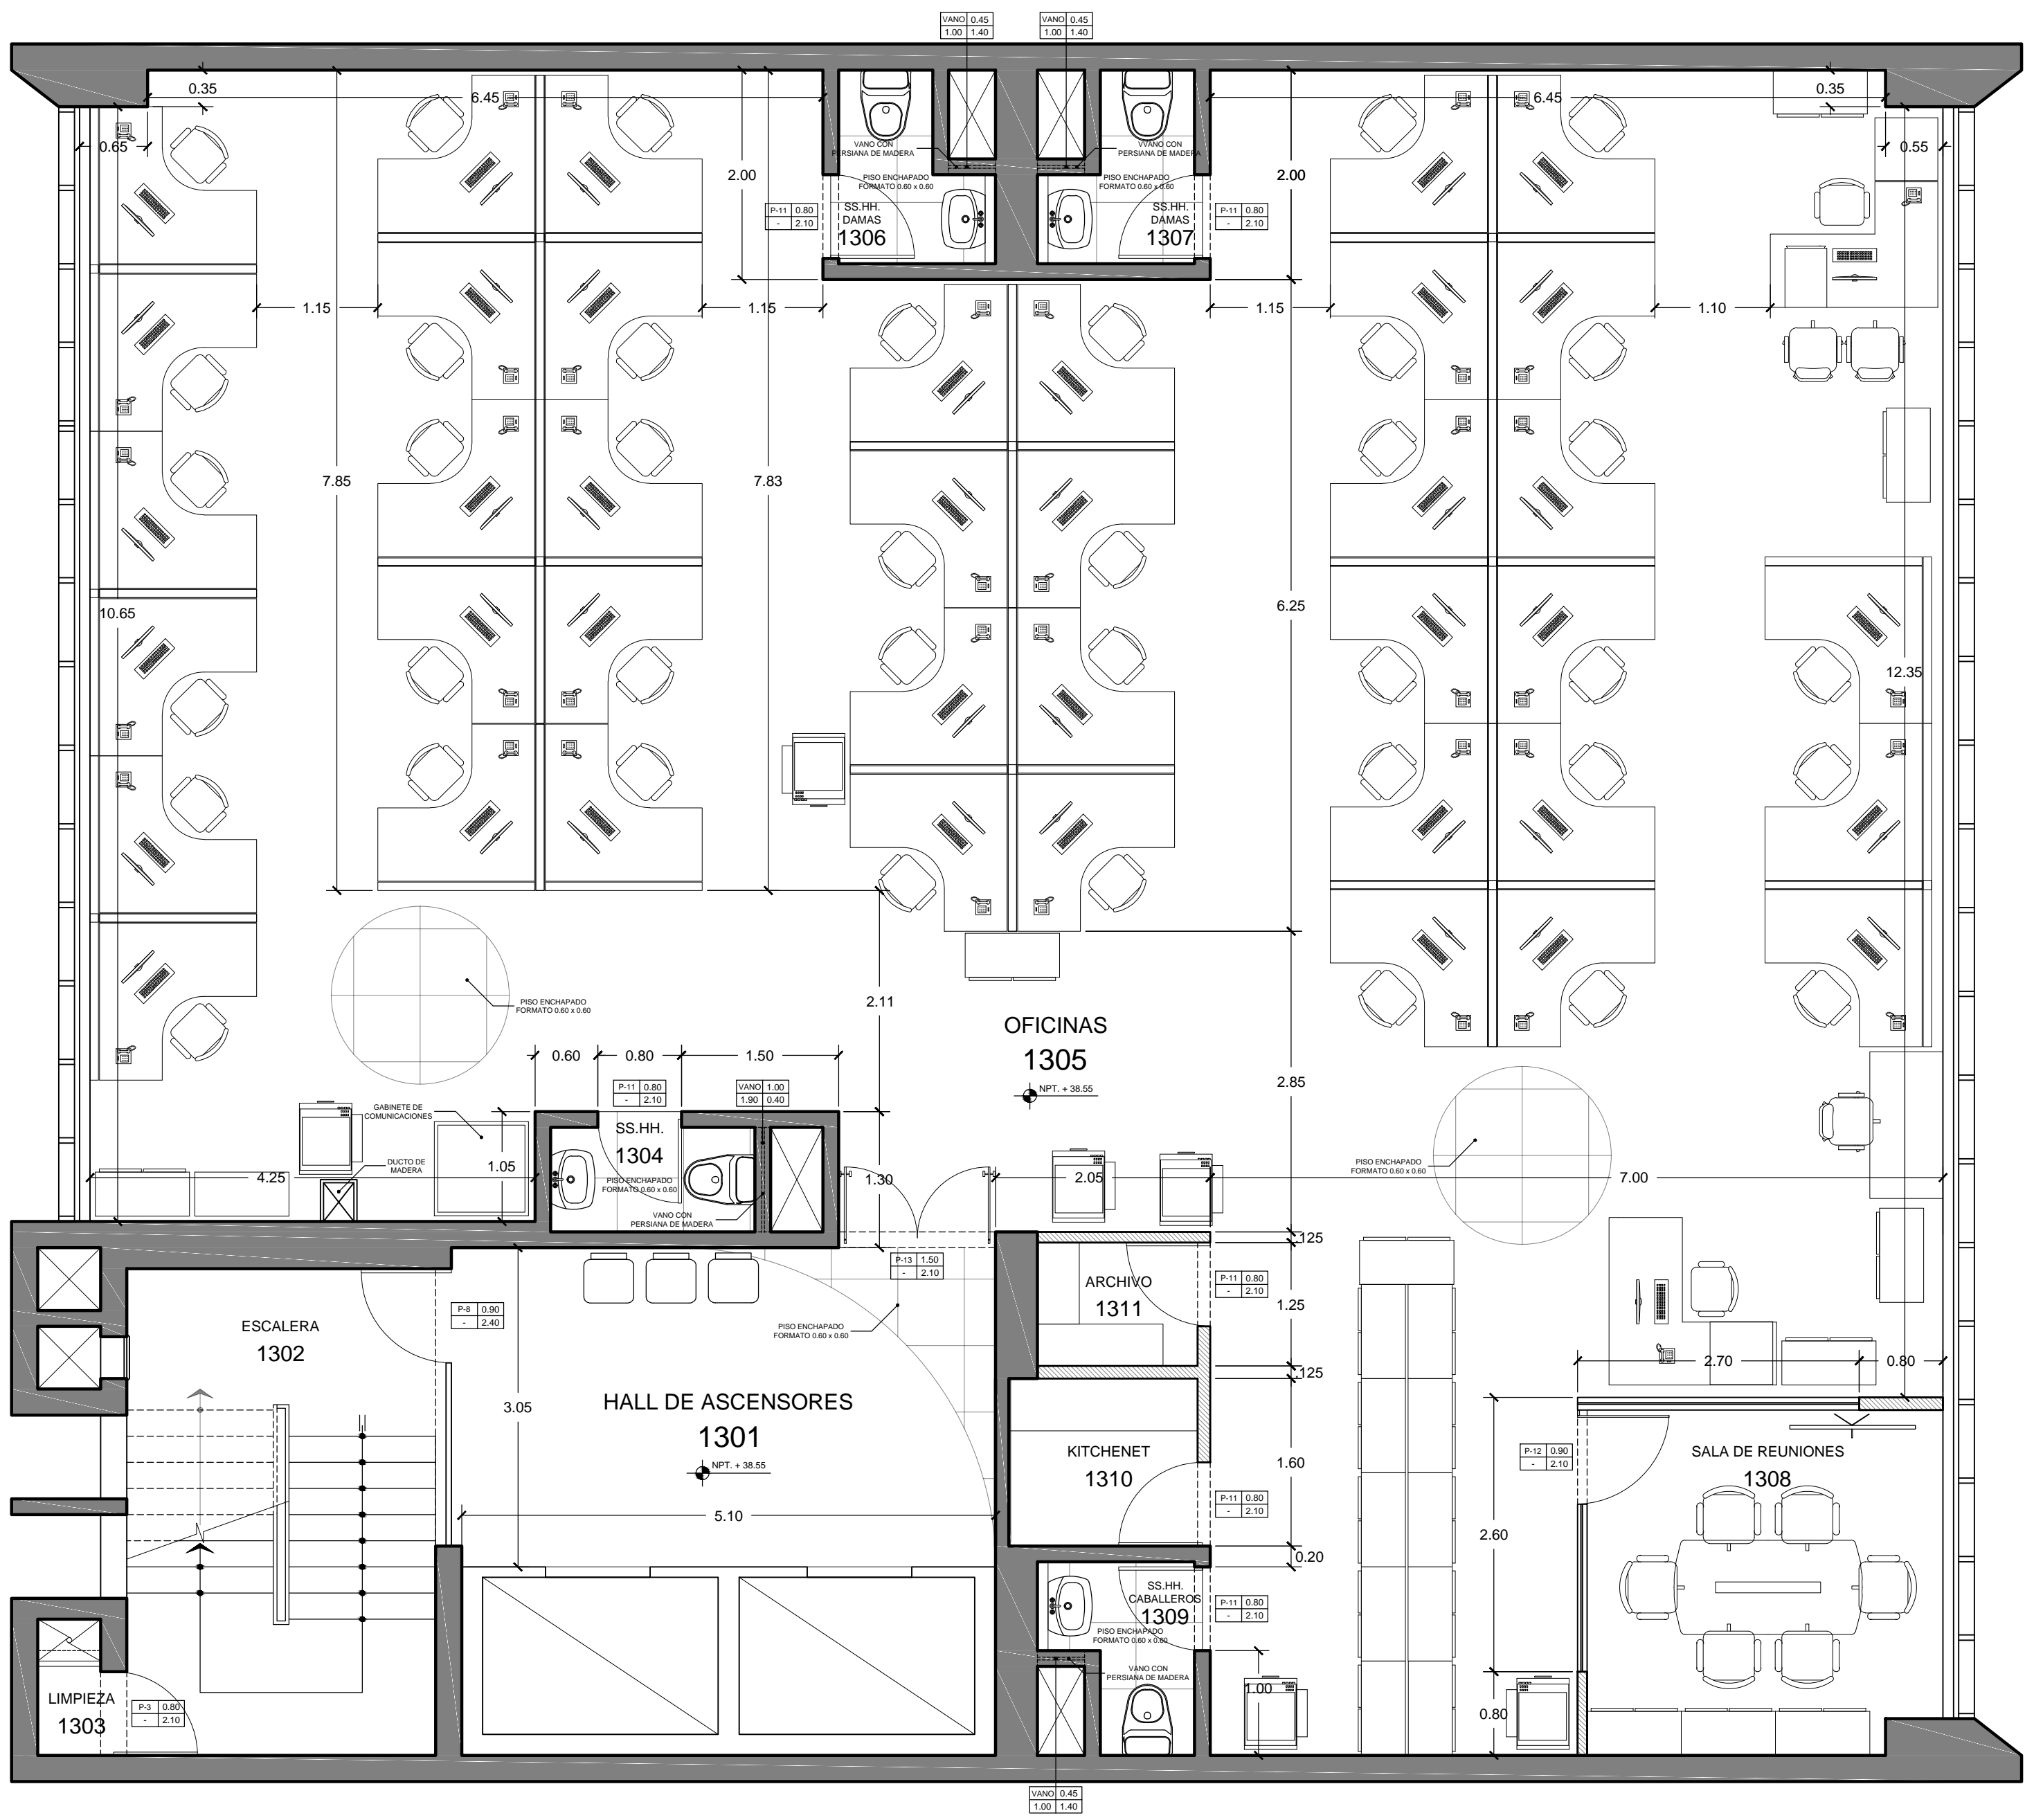 VANO 0.45
1.00 1.40
VANO 0.45
1.00 1.40
0.35
6.45
6.45
0.35
0.65
0.55
VANO CON
PERSIANA DE MADERA
VVANO CON
PERSIANA DE MADERA
2.00
2.00
PISO ENCHAPADO
FORMATO 0.60 x 0.60
PISO ENCHAPADO
FORMATO 0.60 x 0.60
P-11 0.80
- 2.10
SS.HH.
DAMAS
1306
SS.HH.
DAMAS
1307
P-11 0.80
- 2.10
1.15
1.15
1.15
1.10
7.85
7.83
10.65
6.25
12.35
PISO ENCHAPADO
FORMATO 0.60 x 0.60
2.11
OFICINAS
1305
NPT. + 38.55
2.85
0.60
0.80
1.50
P-11 0.80
- 2.10
VANO 1.00
1.90 0.40
GABINETE DE
COMUNICACIONES
SS.HH.
1304
DUCTO DE
MADERA
1.05
4.25
PISO ENCHAPADO
FORMATO 0.60 x 0.60
VANO CON
PERSIANA DE MADERA
1.30
2.05
PISO ENCHAPADO
FORMATO 0.60 x 0.60
7.00
.125
P-13 1.50
- 2.10
ARCHIVO
1311
P-11 0.80
- 2.10
1.25
P-8 0.90
- 2.40
ESCALERA
1302
PISO ENCHAPADO
FORMATO 0.60 x 0.60
.125
2.70
0.80
3.05
HALL DE ASCENSORES
1301
NPT. + 38.55
KITCHENET
1310
1.60
P-12 0.90
- 2.10
SALA DE REUNIONES
1308
P-11 0.80
- 2.10
5.10
2.60
0.20
SS.HH.
CABALLEROS
1309
P-11 0.80
- 2.10
PISO ENCHAPADO
FORMATO 0.60 x 0.60
VANO CON
PERSIANA DE MADERA
1.00
LIMPIEZA
1303
P-3 0.80
- 2.10
0.80
VANO 0.45
1.00 1.40